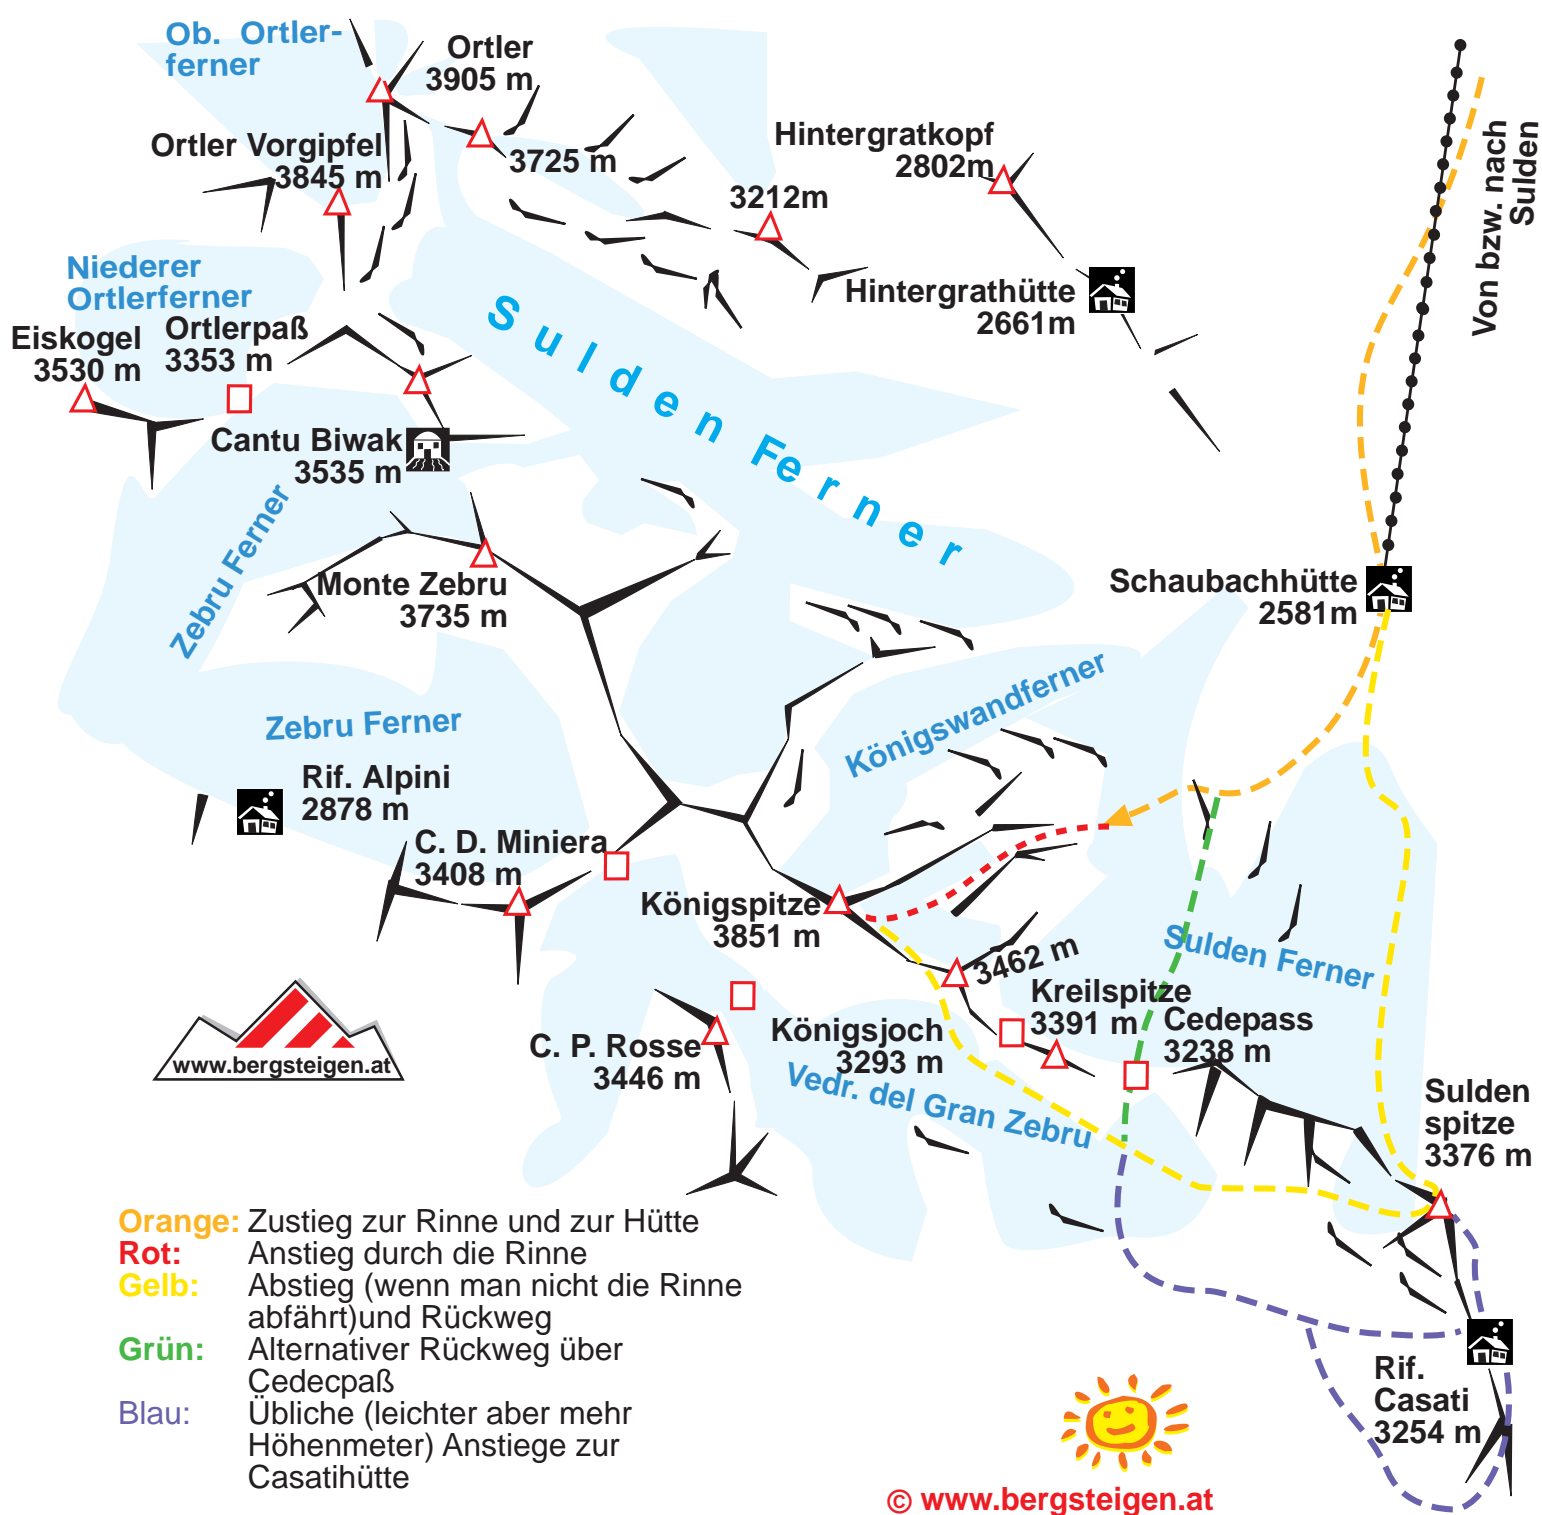 Ob. Ortler-
ferner
Ortler
3905 m
Ortler Vorgipfel
3845 m
3725 m
Hintergratkopf
2802m
3212m
Von bzw. nach
Sulden
Niederer
Ortlerferner
Hintergrathütte
2661m
Eiskogel
3530 m
Ortlerpaß
3353 m
Sulden Ferner
Cantu Biwak
3535 m
Zebru Ferner
Monte Zebru
3735 m
Schaubachhütte
2581m
Königswandferner
Zebru Ferner
Rif. Alpini
2878 m
C. D. Miniera
3408 m
Königspitze
3851 m
3462 m
Sulden Ferner
Kreilspitze
3391 m
Cedepass
3238 m
Königsjoch
3293 m
C. P. Rosse
3446 m
www.bergsteigen.at
Vedr. del Gran Zebru
Sulden
spitze
3376 m
Orange: Zustieg zur Rinne und zur Hütte
Rot: Anstieg durch die Rinne
Gelb: Abstieg (wenn man nicht die Rinne
abfährt)und Rückweg
Grün: Alternativer Rückweg über
Cedecpaß
Blau: Übliche (leichter aber mehr
Höhenmeter) Anstiege zur
Casatihütte
Rif.
Casati
3254 m
© www.bergsteigen.at